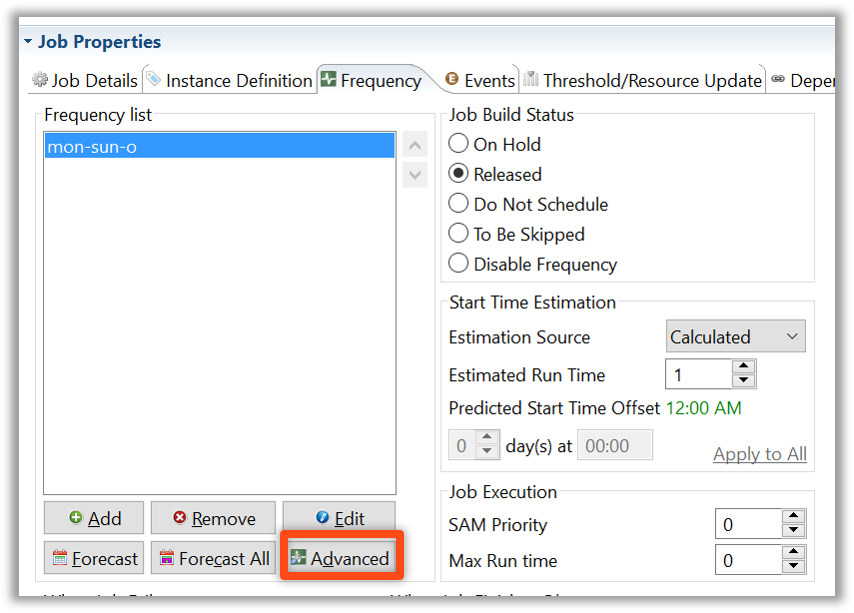 Job Properties
Job Details Instance Definition Frequency Events Threshold/Resource Update Deper
Frequency list
mon-sun-o
Add Remove Edit
Forecast Forecast All Advanced
Job Build Status
On Hold
Released
Do Not Schedule
To Be Skipped
Disable Frequency
Start Time Estimation
Estimation Source Calculated
Estimated Run Time 1
Predicted Start Time Offset 12:00 AM
0 day(s) at 00:00 Apply to All
Job Execution
SAM Priority 0
Max Run time 0